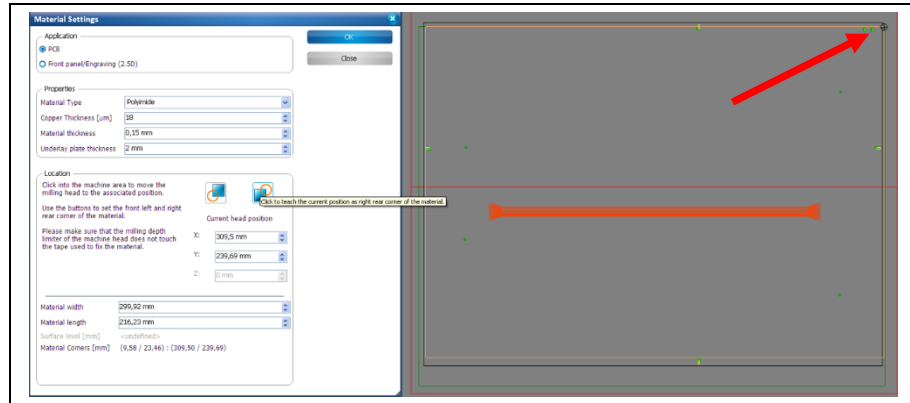 Material Settings
Application
PCB
Front panel/Engraving (2.5D)
OK
Close
Properties
Material Type Polyimide
Copper Thickness [µm] 18
Material thickness 0,15 mm
Underlay plate thickness 2 mm
Location
Click into the machine area to move the
milling head to the associated position.
Use the buttons to set the front left and right
rear corner of the material.
Please make sure that the milling depth
limiter of the machine head does not touch
the tape used to fix the material.
Click to teach the current position as right rear corner of the material.
Current head position
X: 309,5 mm
Y: 239,69 mm
Z: 0 mm
Material width 299,92 mm
Material length 216,23 mm
Surface level [mm] <undefined>
Material Corners [mm] (9,58 / 23,46) : (309,50 / 239,69)